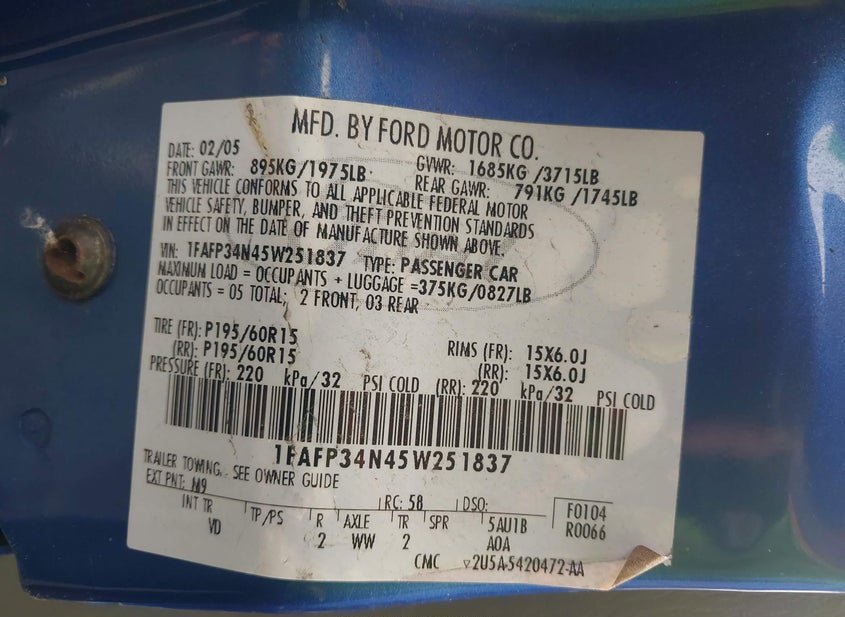 MFD. BY FORD MOTOR CO.
DATE: 02/05 GVWR: 1685KG /3715LB
FRONT GAWR: 895KG/1975LB REAR GAWR: 791KG /1745LB
THIS VEHICLE CONFORMS TO ALL APPLICABLE FEDERAL MOTOR
VEHICLE SAFETY, BUMPER, AND THEFT PREVENTION STANDARDS
IN EFFECT ON THE DATE OF MANUFACTURE SHOWN ABOVE.
VIN: 1FAFP34N45W251837 TYPE: PASSENGER CAR
MAXIMUM LOAD = OCCUPANTS + LUGGAGE =375KG/0827LB
OCCUPANTS = 05 TOTAL; 2 FRONT, 03 REAR
TIRE (FR): P195/60R15 RIMS (FR): 15X6.0J
(RR): P195/60R15 (RR): 15X6.0J
PRESSURE (FR): 220 kPa/32 PSI COLD (RR): 220 kPa/32 PSI COLD
1FAFP34N45W251837
TRAILER TOWING - SEE OWNER GUIDE
EXT PNT: M9 RC: 58 DSO: F0104
INT TR TP/PS R AXLE TR SPR 5AU1B R0066
VD 2 WW 2 A0A
CMC 2U5A-5420472-AA